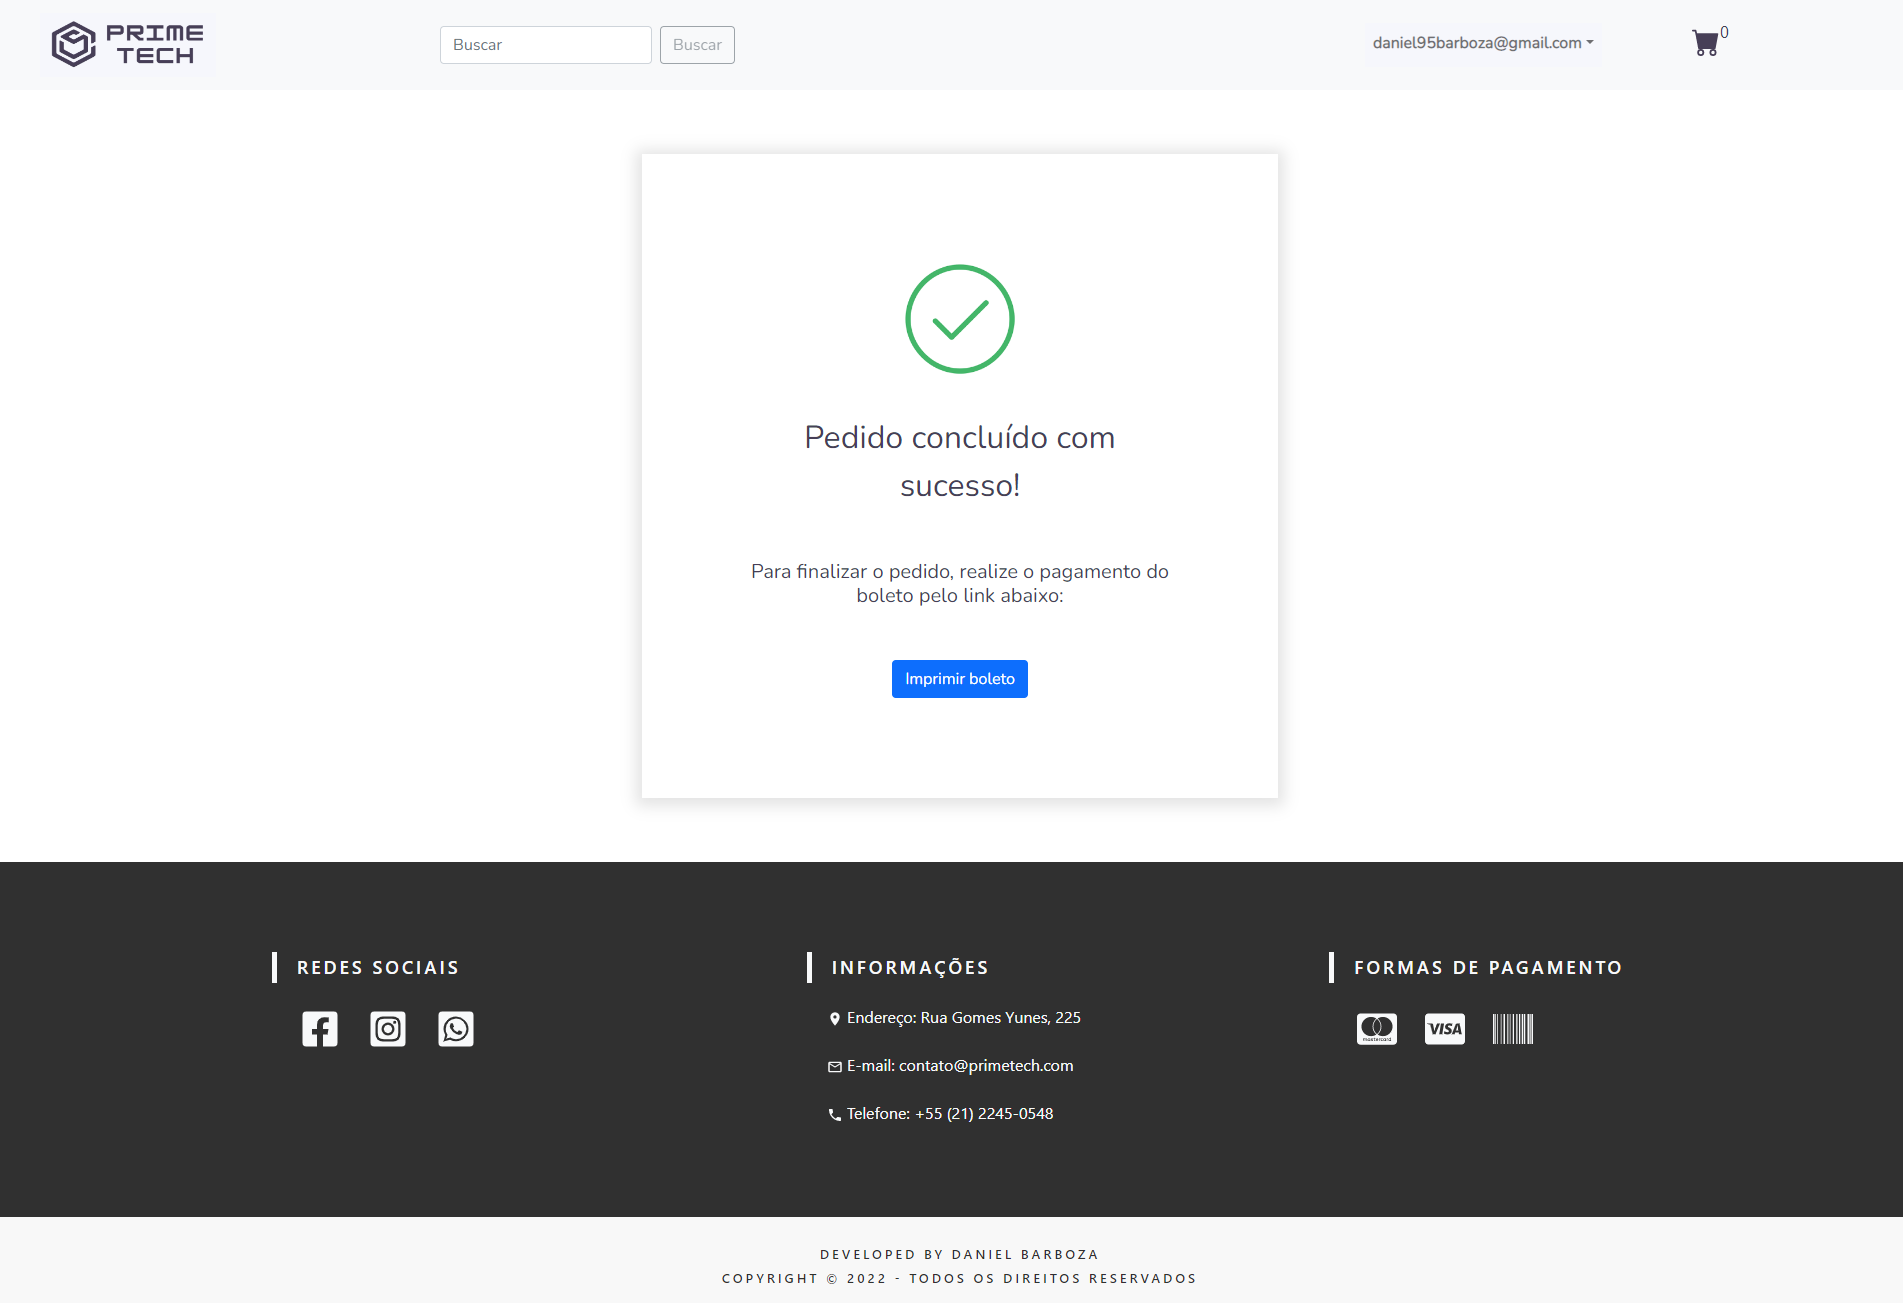 PRIME
TECH
Buscar
Buscar
daniel95barboza@gmail.com
0
Pedido concluído com
sucesso!
Para finalizar o pedido, realize o pagamento do
boleto pelo link abaixo:
Imprimir boleto
REDES SOCIAIS
INFORMAÇÕES
Endereço: Rua Gomes Yunes, 225
E-mail: contato@primetech.com
Telefone: +55 (21) 2245-0548
FORMAS DE PAGAMENTO
mastercard
VISA
DEVELOPED BY DANIEL BARBOZA
COPYRIGHT © 2022 - TODOS OS DIREITOS RESERVADOS